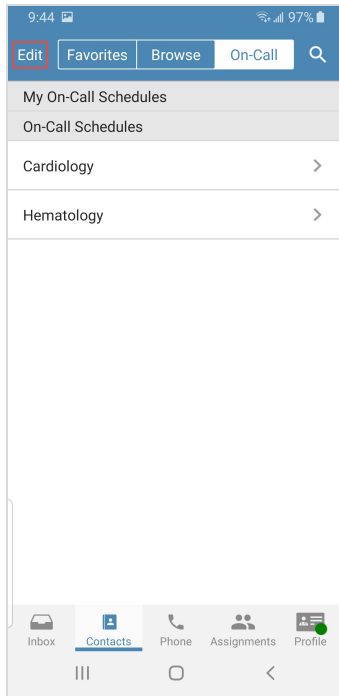 9:44 97%
Edit Favorites Browse On-Call
My On-Call Schedules
On-Call Schedules
Cardiology
Hematology
Inbox Contacts Phone Assignments Profile